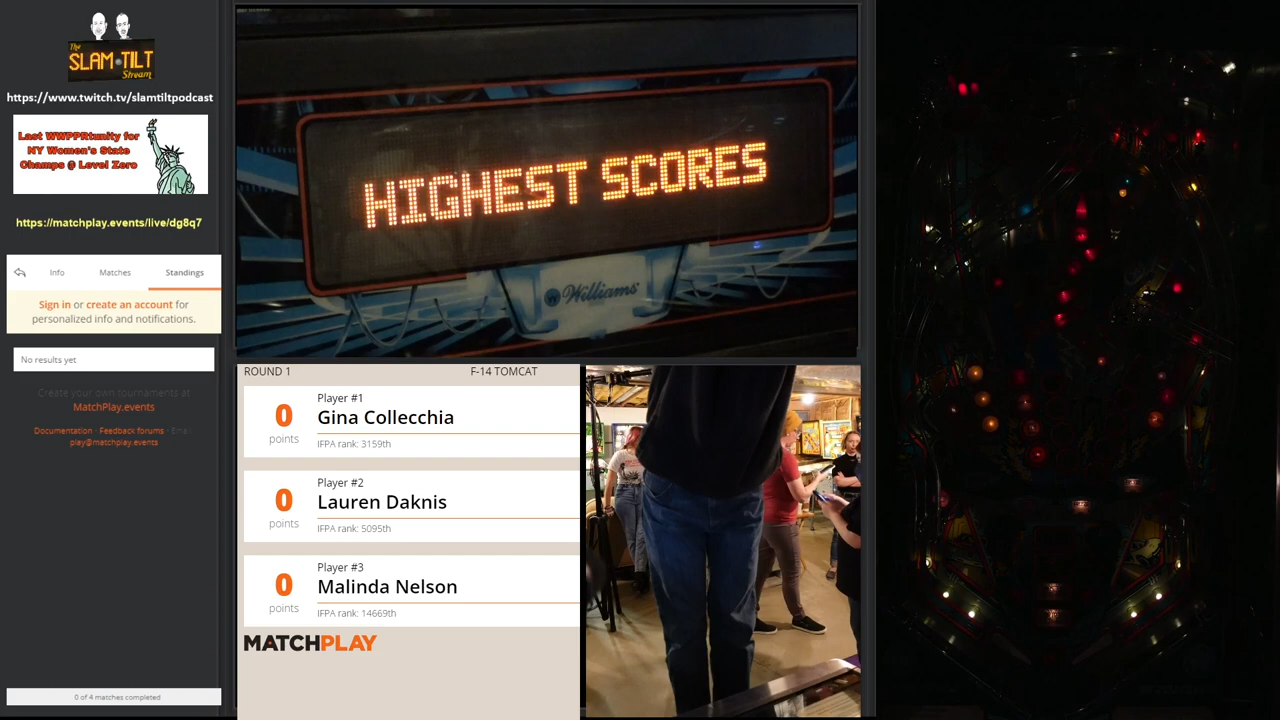 The
SLAM TILT
Stream
https://www.twitch.tv/slamtiltpodcast
Last WWPPRtunity for
NY Women's State
Champs @ Level Zero
https://matchplay.events/live/dg8q7
Info
Matches
Standings
Sign in or create an account for
personalized info and notifications.
No results yet
Create your own tournaments at
MatchPlay.events
Documentation - Feedback forums - Email
play@matchplay.events
0 of 4 matches completed
HIGHEST SCORES
Williams
ROUND 1
F-14 TOMCAT
0
points
Player #1
Gina Collecchia
IFPA rank: 3159th
0
points
Player #2
Lauren Daknis
IFPA rank: 5095th
0
points
Player #3
Malinda Nelson
IFPA rank: 14669th
MATCHPLAY